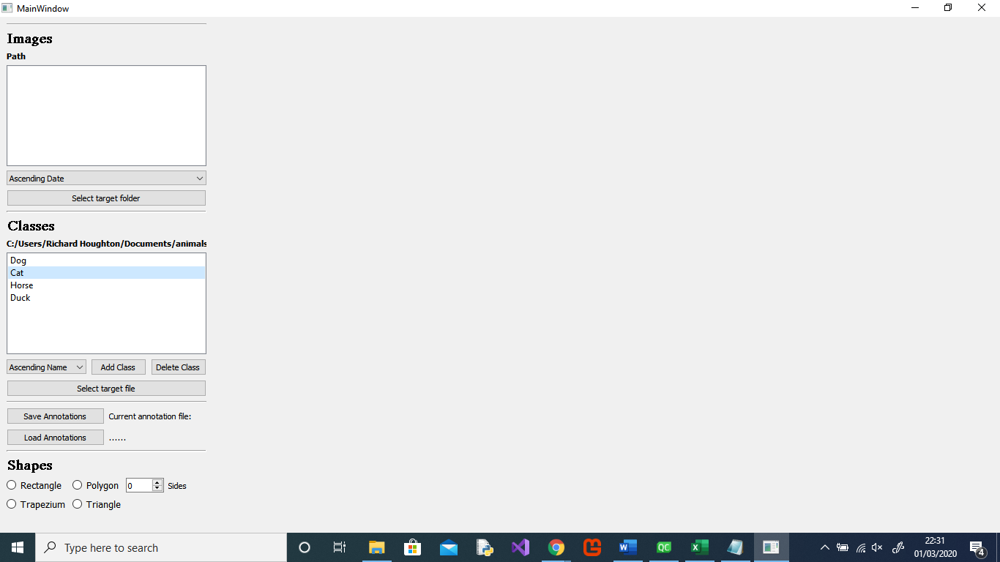 MainWindow
Images
Path
Ascending Date
Select target folder
Classes
C:/Users/Richard Houghton/Documents/animals
Dog
Cat
Horse
Duck
Ascending Name Add Class Delete Class
Select target file
Save Annotations Current annotation file:
Load Annotations ......
Shapes
Rectangle Polygon 0 Sides
Trapezium Triangle
Type here to search W QC X 22:31
01/03/2020 4